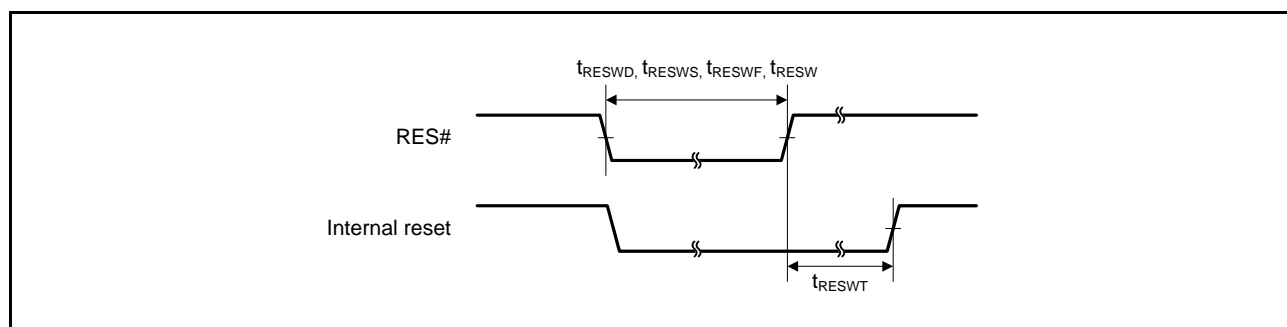 tRESWD, tRESWS, tRESWF, tRESW
RES#
Internal reset
tRESWT